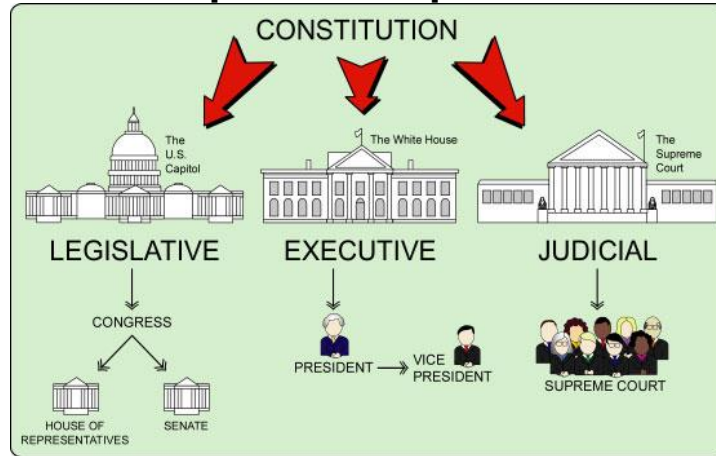 CONSTITUTION
The
U.S.
Capitol
The White House
The
Supreme
Court
LEGISLATIVE
EXECUTIVE
JUDICIAL
CONGRESS
HOUSE OF
REPRESENTATIVES
SENATE
PRESIDENT
VICE
PRESIDENT
SUPREME COURT